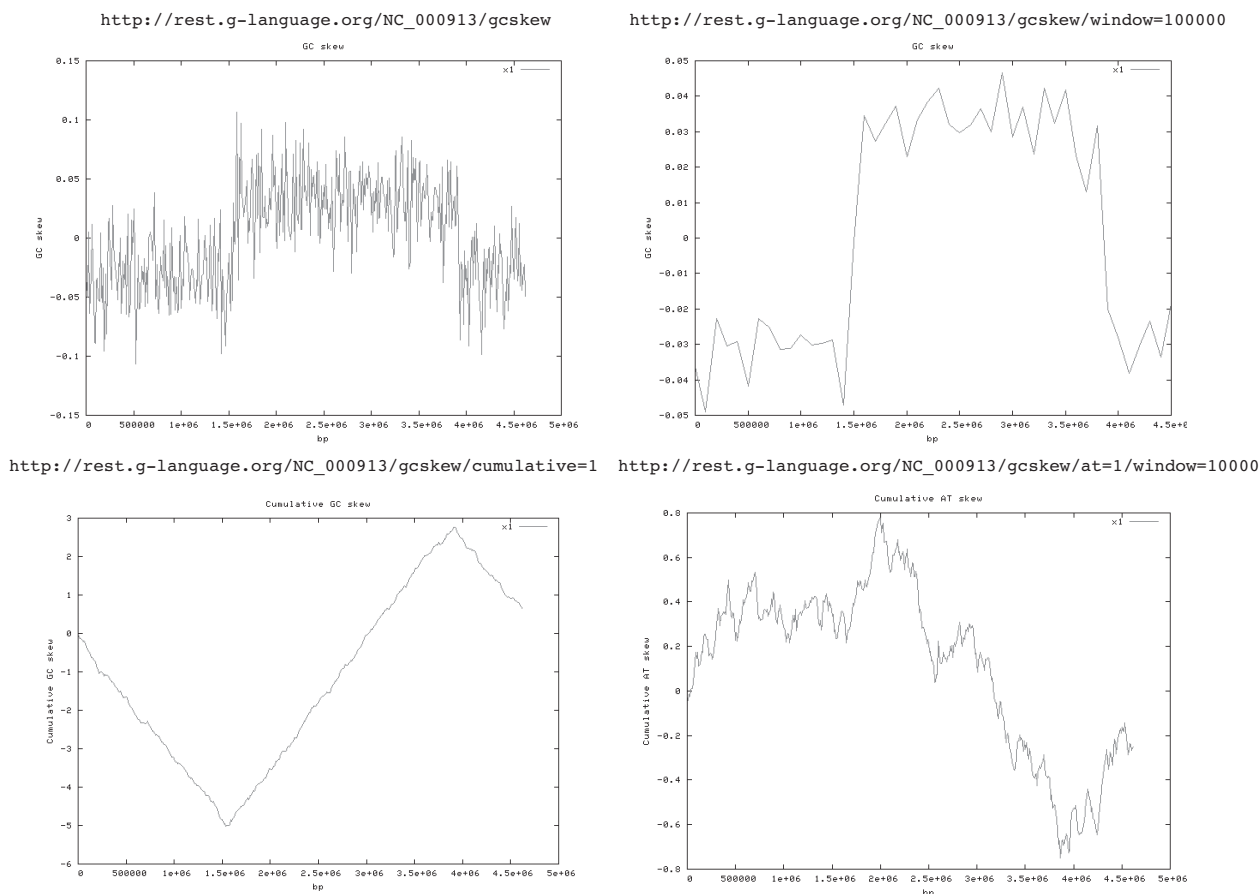 http://rest.g-language.org/NC_000913/gcskew
GC skew
x1
0.15
0.1
0.05
0
-0.05
-0.1
-0.15
GC skew
0 500000 1e+06 1.5e+06 2e+06 2.5e+06 3e+06 3.5e+06 4e+06 4.5e+06 5e+06
bp
http://rest.g-language.org/NC_000913/gcskew/window=100000
GC skew
x1
0.05
0.04
0.03
0.02
0.01
0
-0.01
-0.02
-0.03
-0.04
-0.05
GC skew
0 500000 1e+06 1.5e+06 2e+06 2.5e+06 3e+06 3.5e+06 4e+06 4.5e+06
bp
http://rest.g-language.org/NC_000913/gcskew/cumulative=1
Cumulative GC skew
x1
3
2
1
0
-1
-2
-3
-4
-5
-6
Cumulative GC skew
0 500000 1e+06 1.5e+06 2e+06 2.5e+06 3e+06 3.5e+06 4e+06 4.5e+06 5e+06
bp
http://rest.g-language.org/NC_000913/gcskew/at=1/window=10000
Cumulative AT skew
x1
0.8
0.6
0.4
0.2
0
-0.2
-0.4
-0.6
-0.8
Cumulative AT skew
0 500000 1e+06 1.5e+06 2e+06 2.5e+06 3e+06 3.5e+06 4e+06 4.5e+06 5e+06
bp